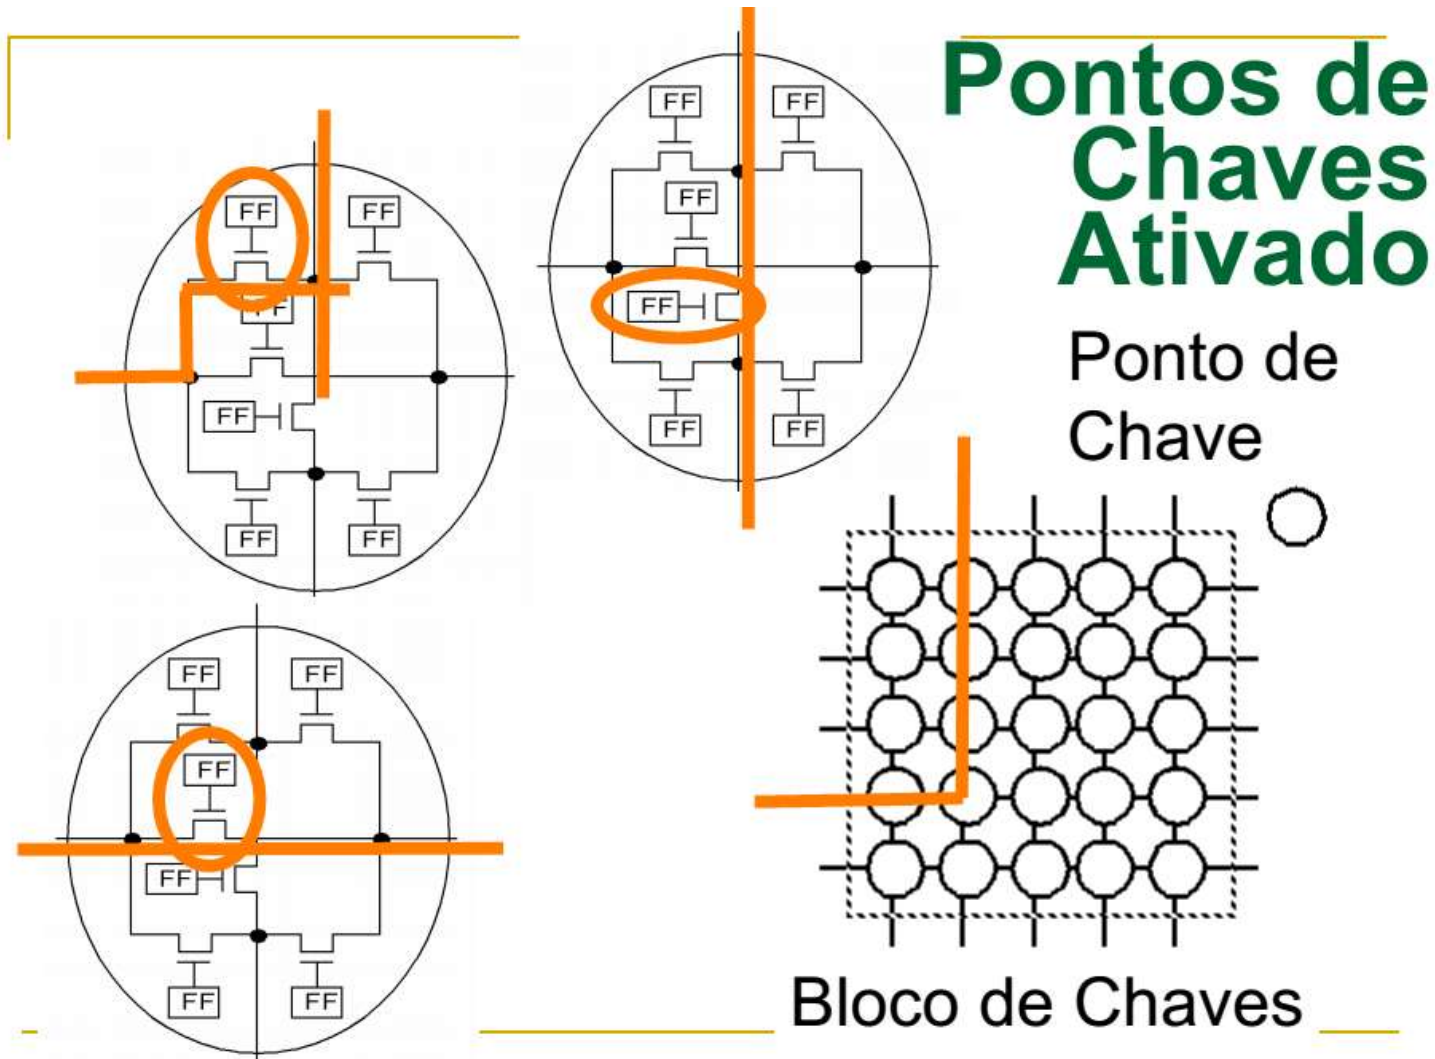 Pontos de
Chaves
Ativado
FF FF
FF
FF
FF FF
FF FF
FF
FF
FF FF
Ponto de
Chave
FF FF
FF
FF
FF FF
Bloco de Chaves